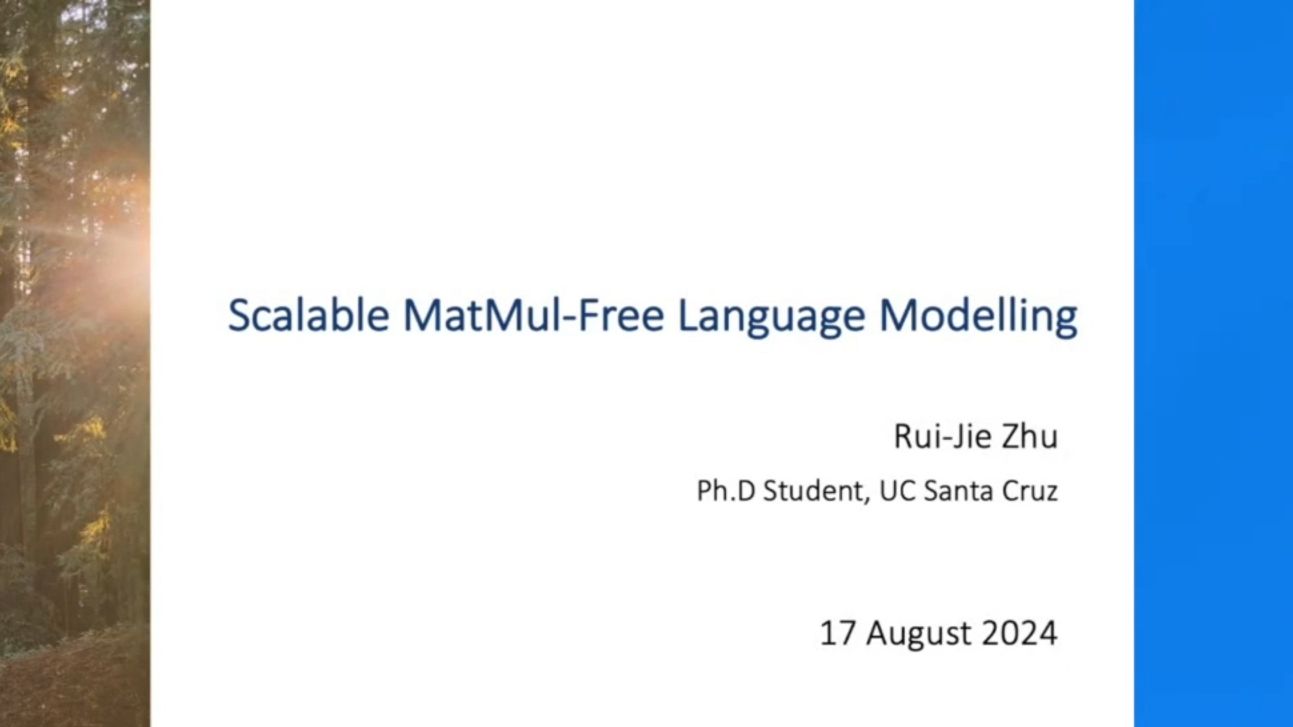 Scalable MatMul-Free Language Modelling
Rui-Jie Zhu
Ph.D Student, UC Santa Cruz
17 August 2024